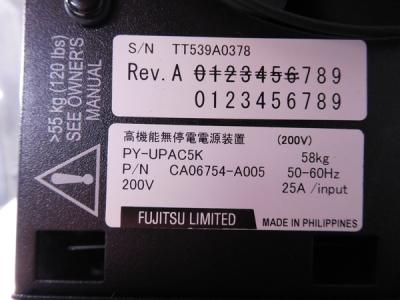 >55 kg (120 lbs)
SEE OWNER'S
MANUAL
S/N TT539A0378
Rev. A 0123456789
0123456789
高機能無停電電源装置 (200V)
PY-UPAC5K 58kg
P/N CA06754-A005 50-60Hz
200V 25A /input
FUJITSU LIMITED MADE IN PHILIPPINES